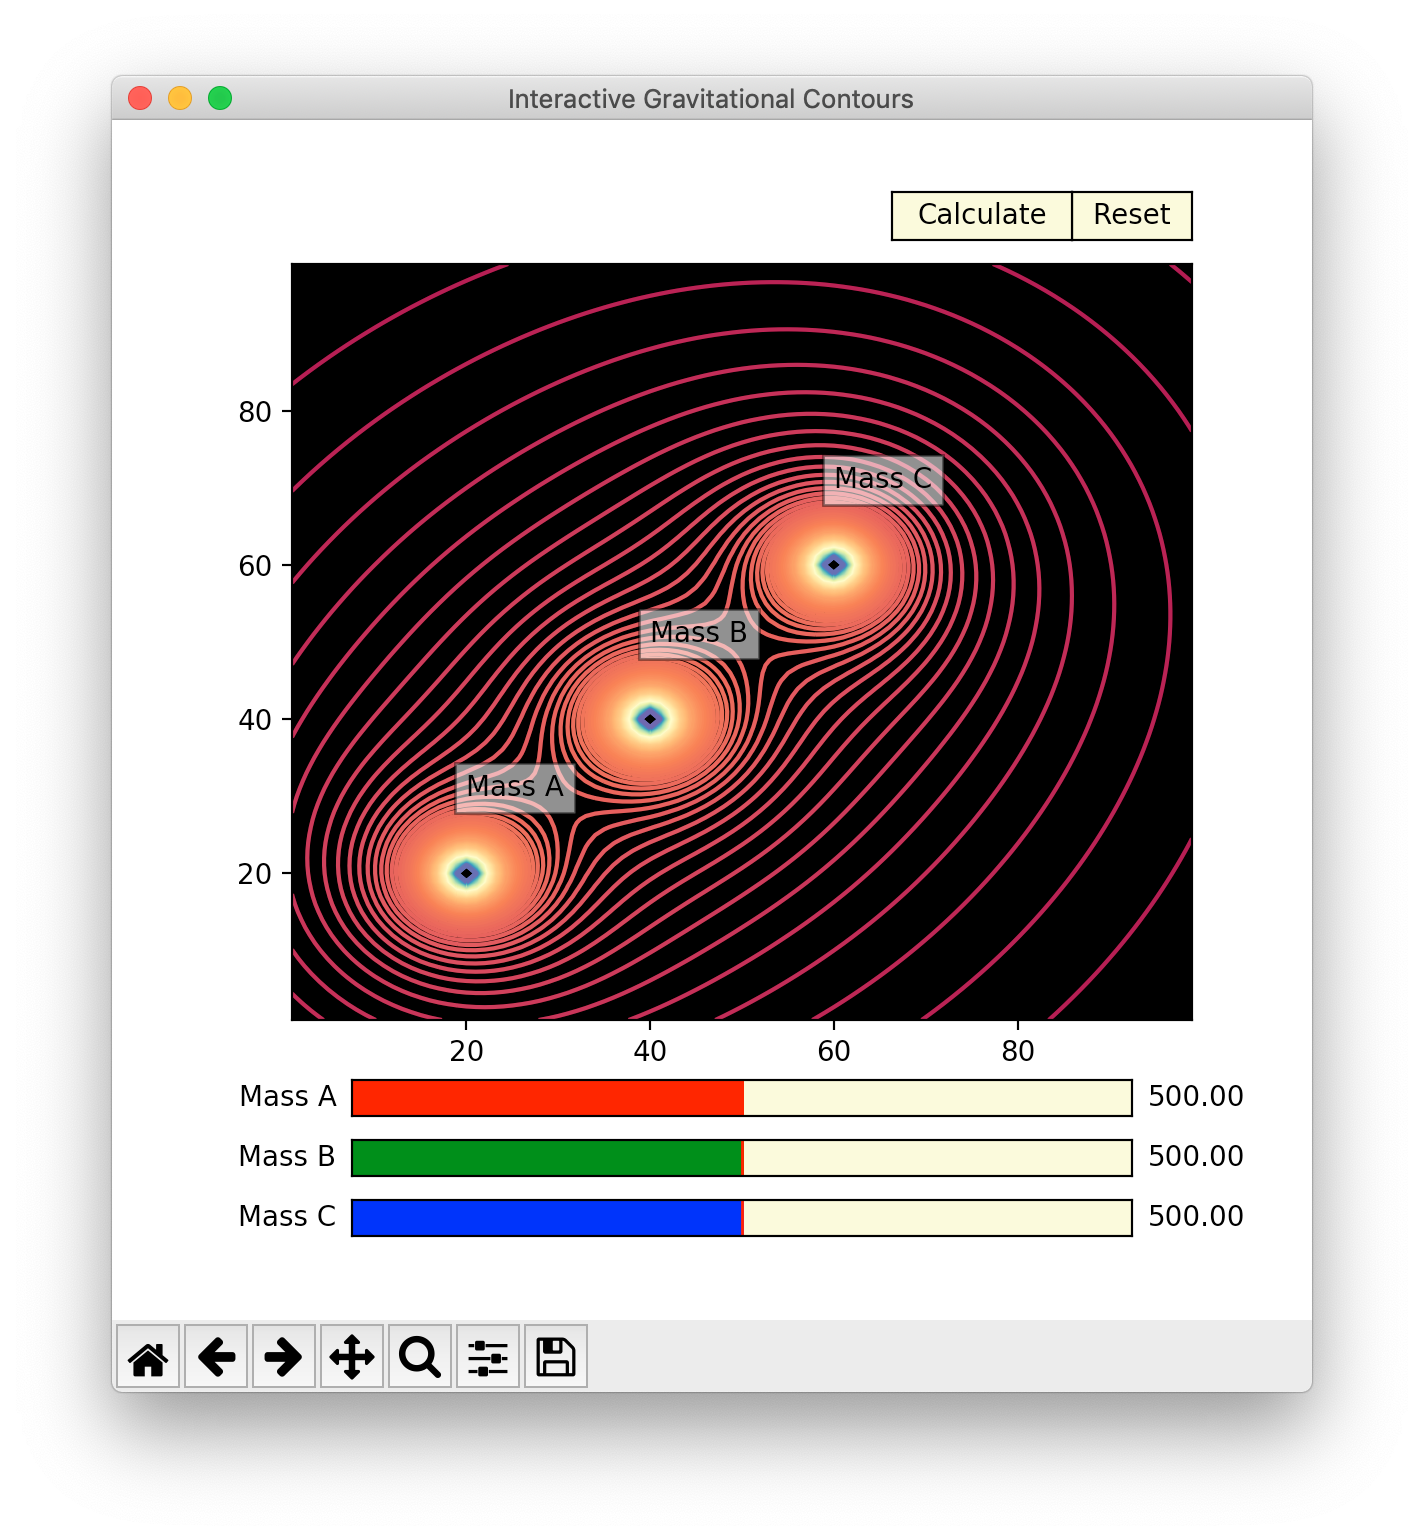 Interactive Gravitational Contours
Calculate Reset
80
Mass C
60
Mass B
40
Mass A
20
20 40 60 80
Mass A 500.00
Mass B 500.00
Mass C 500.00